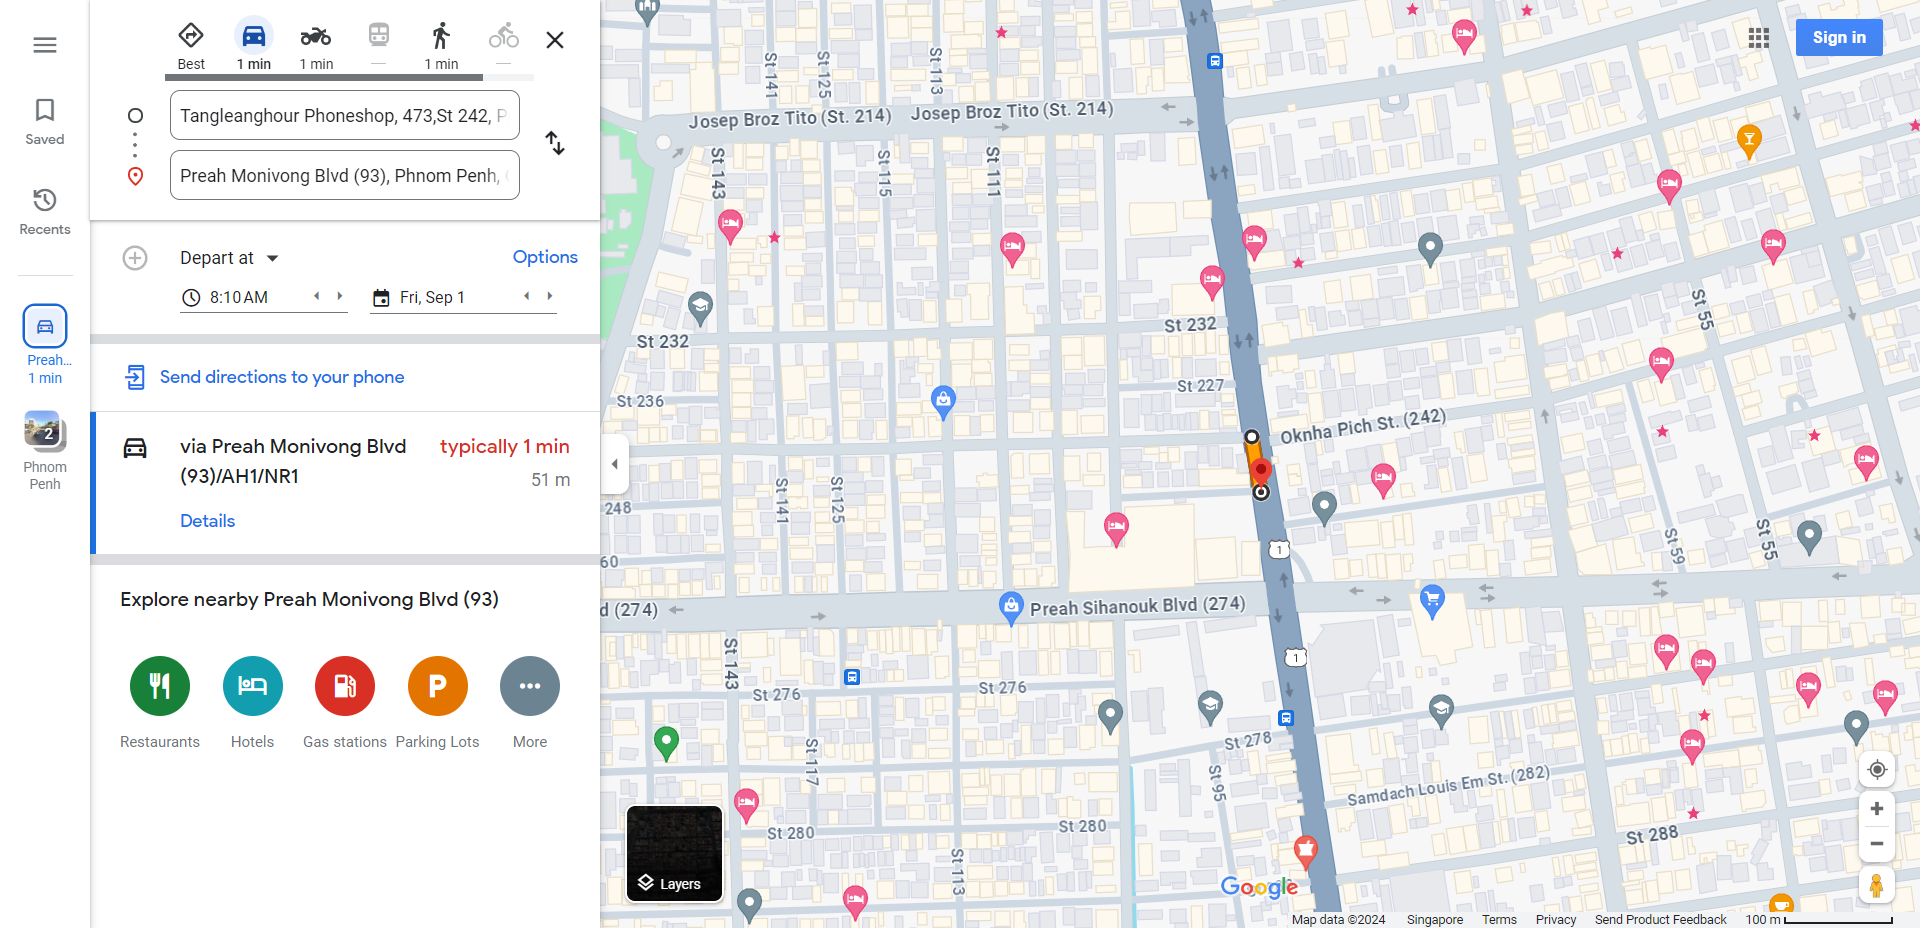 Best
1 min
1 min
—
1 min
—
Tangleanghour Phoneshop, 473,St 242, P
Preah Monivong Blvd (93), Phnom Penh,
Saved
Recents
Preah...
1 min
2
Phnom
Penh
Depart at
Options
8:10 AM
Fri, Sep 1
Send directions to your phone
via Preah Monivong Blvd
(93)/AH1/NR1
typically 1 min
51 m
Details
Explore nearby Preah Monivong Blvd (93)
P
Restaurants
Hotels
Gas stations
Parking Lots
More
Sign in
St 141
St 125
St 113
Josep Broz Tito (St. 214)
Josep Broz Tito (St. 214)
St 143
St 115
St 111
St 232
St 232
St 55
St 236
St 227
Oknha Pich St. (242)
St 141
St 125
248
60
1
St 59
St 55
d (274)
Preah Sihanouk Blvd (274)
1
St 143
St 276
St 276
St 117
St 278
St 95
Samdach Louis Em St. (282)
St 280
St 280
St 288
St 113
Layers
Google
Map data ©2024
Singapore
Terms
Privacy
Send Product Feedback
100 m